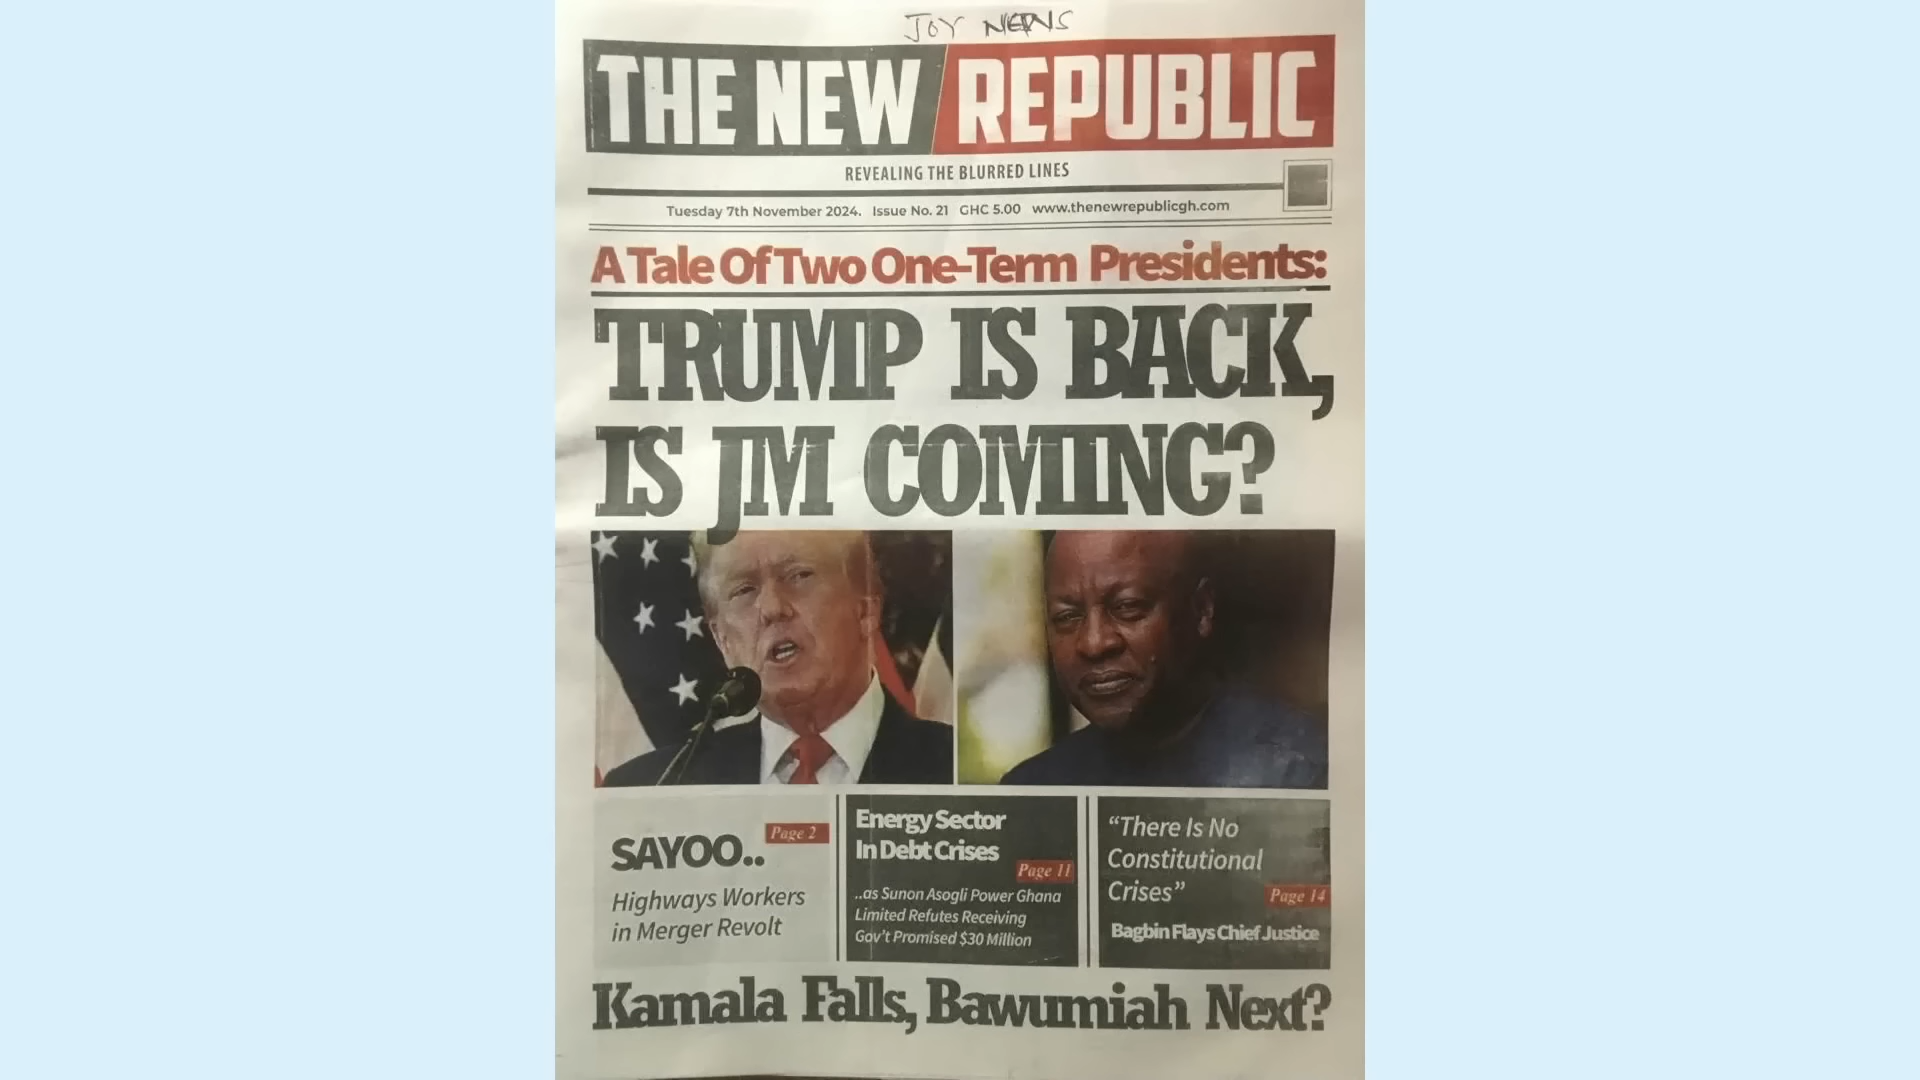 JOY NEWS
THE NEW REPUBLIC
REVEALING THE BLURRED LINES
Tuesday 7th November 2024. Issue No. 21 GHC 5.00 www.thenewrepublicgh.com
A Tale Of Two One-Term Presidents:
TRUMP IS BACK,
IS JM COMING?
SAYOO..
Page 2
Highways Workers
in Merger Revolt
Energy Sector
In Debt Crises
Page 11
..as Sunon Asogli Power Ghana
Limited Refutes Receiving
Gov't Promised $30 Million
“There Is No
Constitutional
Crises”
Page 14
Bagbin Flays Chief Justice
Kamala Falls, Bawumiah Next?